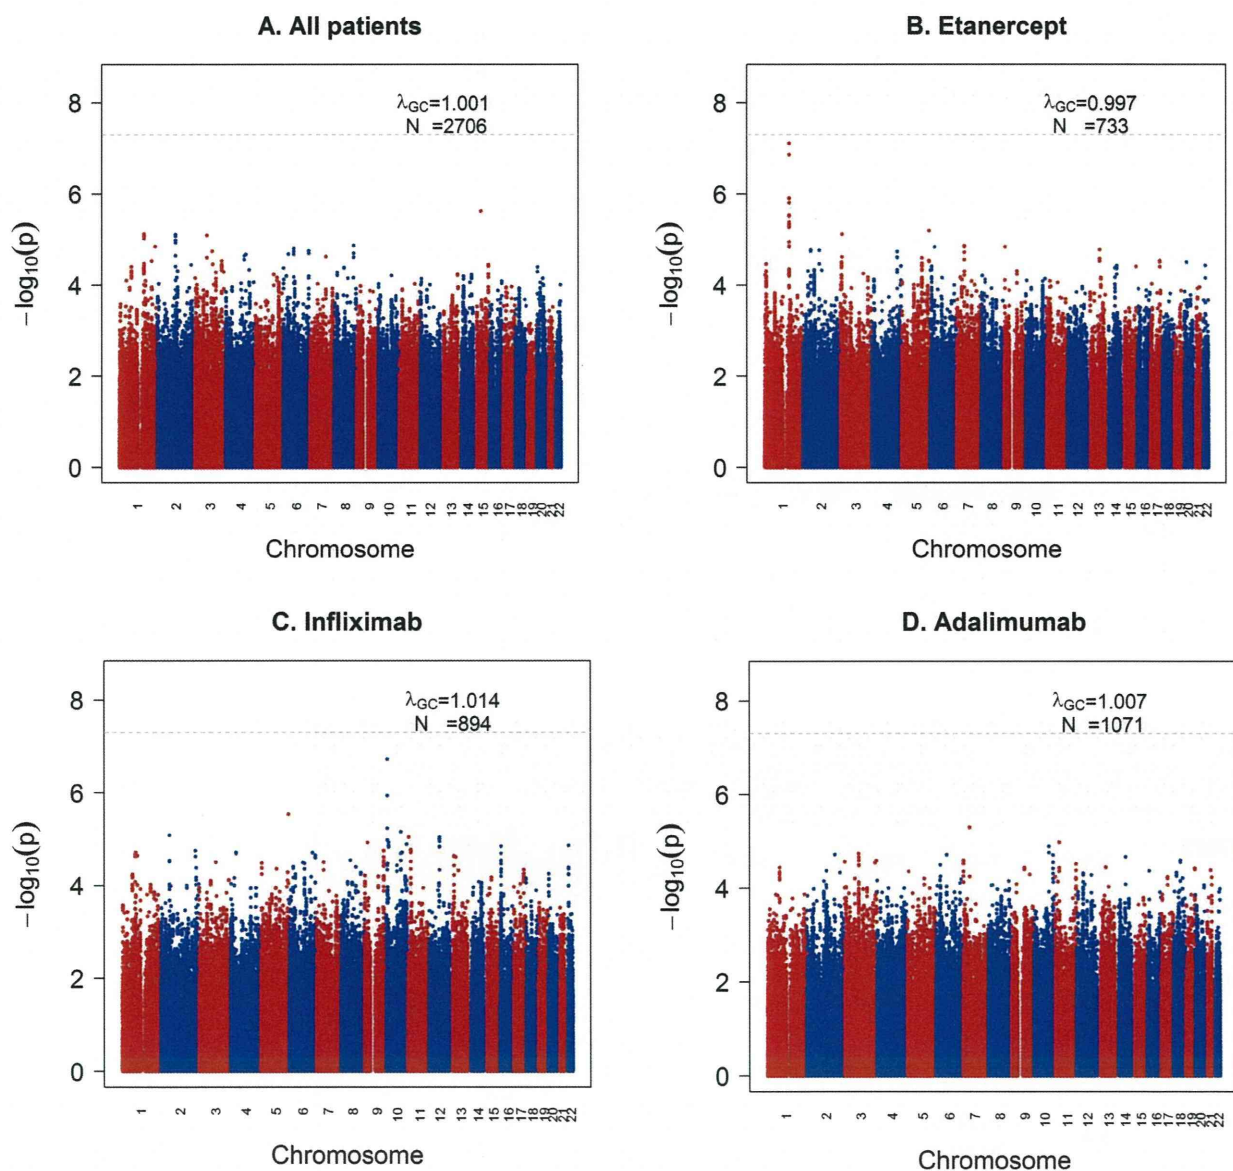 A. All patients
λGC=1.001
N =2706
8
6
4
2
0
−log10(p)
1 2 3 4 5 6 7 8 9 10 11 12 13 14 15 16 17 18 19 20 21 22
Chromosome
B. Etanercept
λGC=0.997
N =733
8
6
4
2
0
−log10(p)
1 2 3 4 5 6 7 8 9 10 11 12 13 14 15 16 17 18 19 20 21 22
Chromosome
C. Infliximab
λGC=1.014
N =894
8
6
4
2
0
−log10(p)
1 2 3 4 5 6 7 8 9 10 11 12 13 14 15 16 17 18 19 20 21 22
Chromosome
D. Adalimumab
λGC=1.007
N =1071
8
6
4
2
0
−log10(p)
1 2 3 4 5 6 7 8 9 10 11 12 13 14 15 16 17 18 19 20 21 22
Chromosome